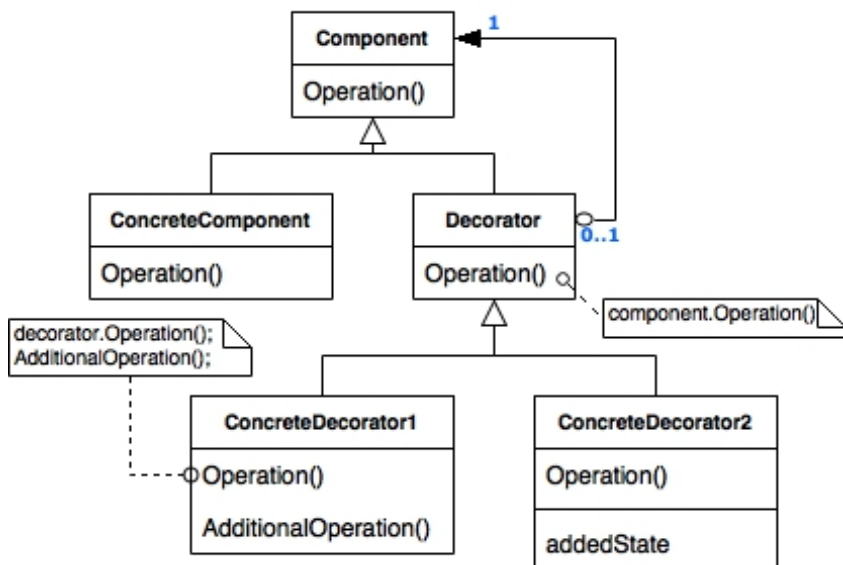 Component
1
Operation()
ConcreteComponent
Decorator
0..1
Operation()
Operation()
component.Operation()
decorator.Operation();
AdditionalOperation();
ConcreteDecorator1
ConcreteDecorator2
Operation()
Operation()
AdditionalOperation()
addedState